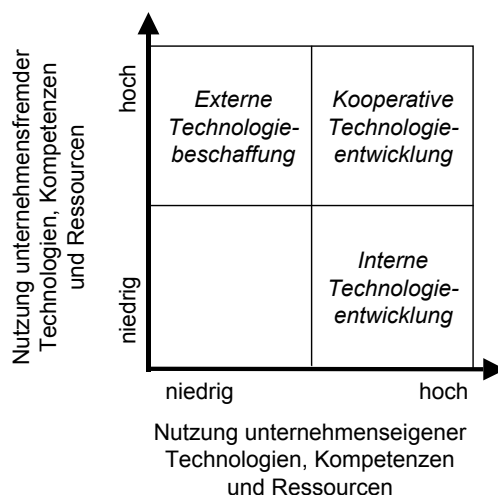 Nutzung unternehmensfremder
Technologien, Kompetenzen
und Ressourcen
hoch
niedrig
Externe
Technologie-
beschaffung
Kooperative
Technologie-
entwicklung
Interne
Technologie-
entwicklung
niedrig
hoch
Nutzung unternehmenseigener
Technologien, Kompetenzen
und Ressourcen